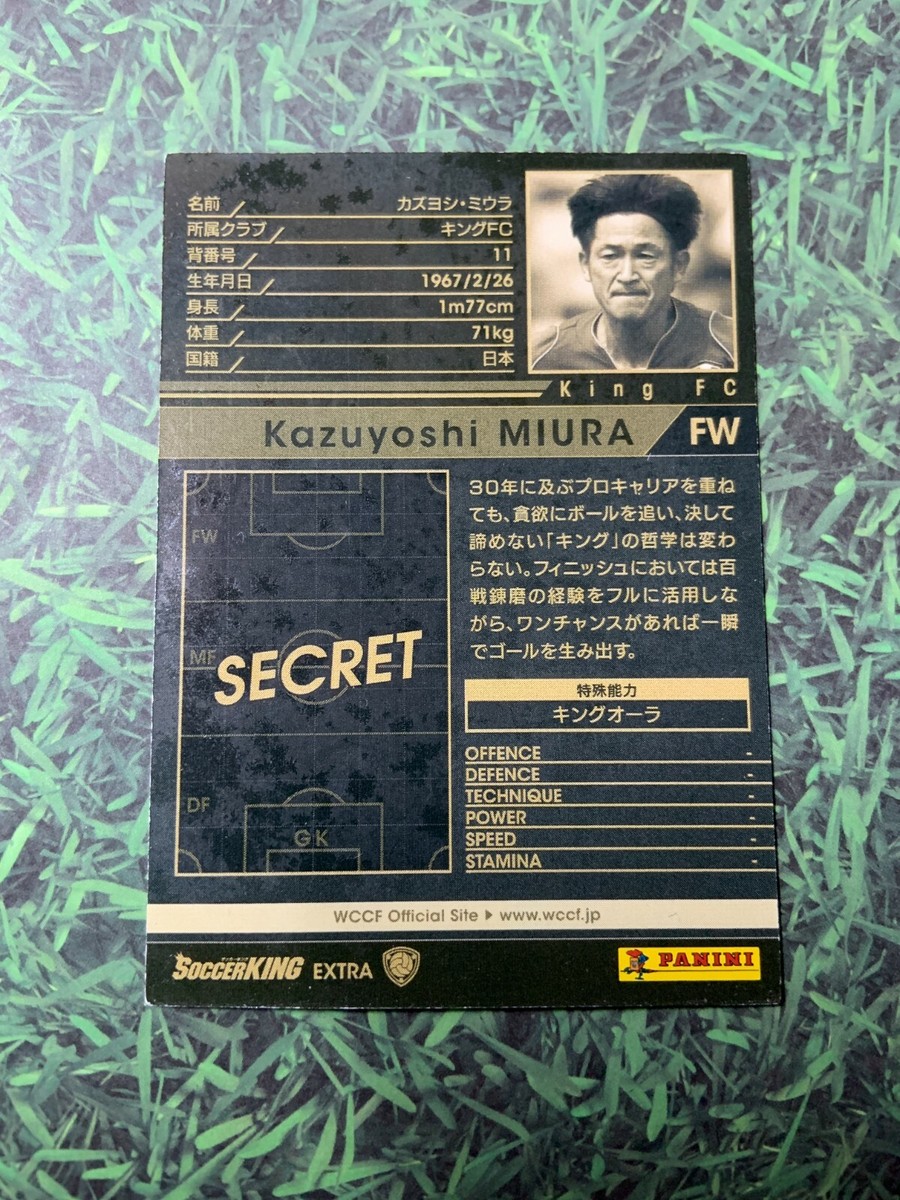 名前 カズヨシ・ミウラ
所属クラブ キングFC
背番号 11
生年月日 1967/2/26
身長 1m77cm
体重 71kg
国籍 日本
King FC
Kazuyoshi MIURA FW
FW
MF
SECRET
DF
GK
30年に及ぶプロキャリアを重ね
ても、貪欲にボールを追い、決して
諦めない「キング」の哲学は変わ
らない。フィニッシュにおいては百
戦錬磨の経験をフルに活用しな
がら、ワンチャンスがあれば一瞬
でゴールを生み出す。
特殊能力
キングオーラ
OFFENCE -
DEFENCE -
TECHNIQUE -
POWER -
SPEED -
STAMINA -
WCCF Official Site ▶ www.wccf.jp
サッカーキング
SOCCERKING EXTRA
PANINI